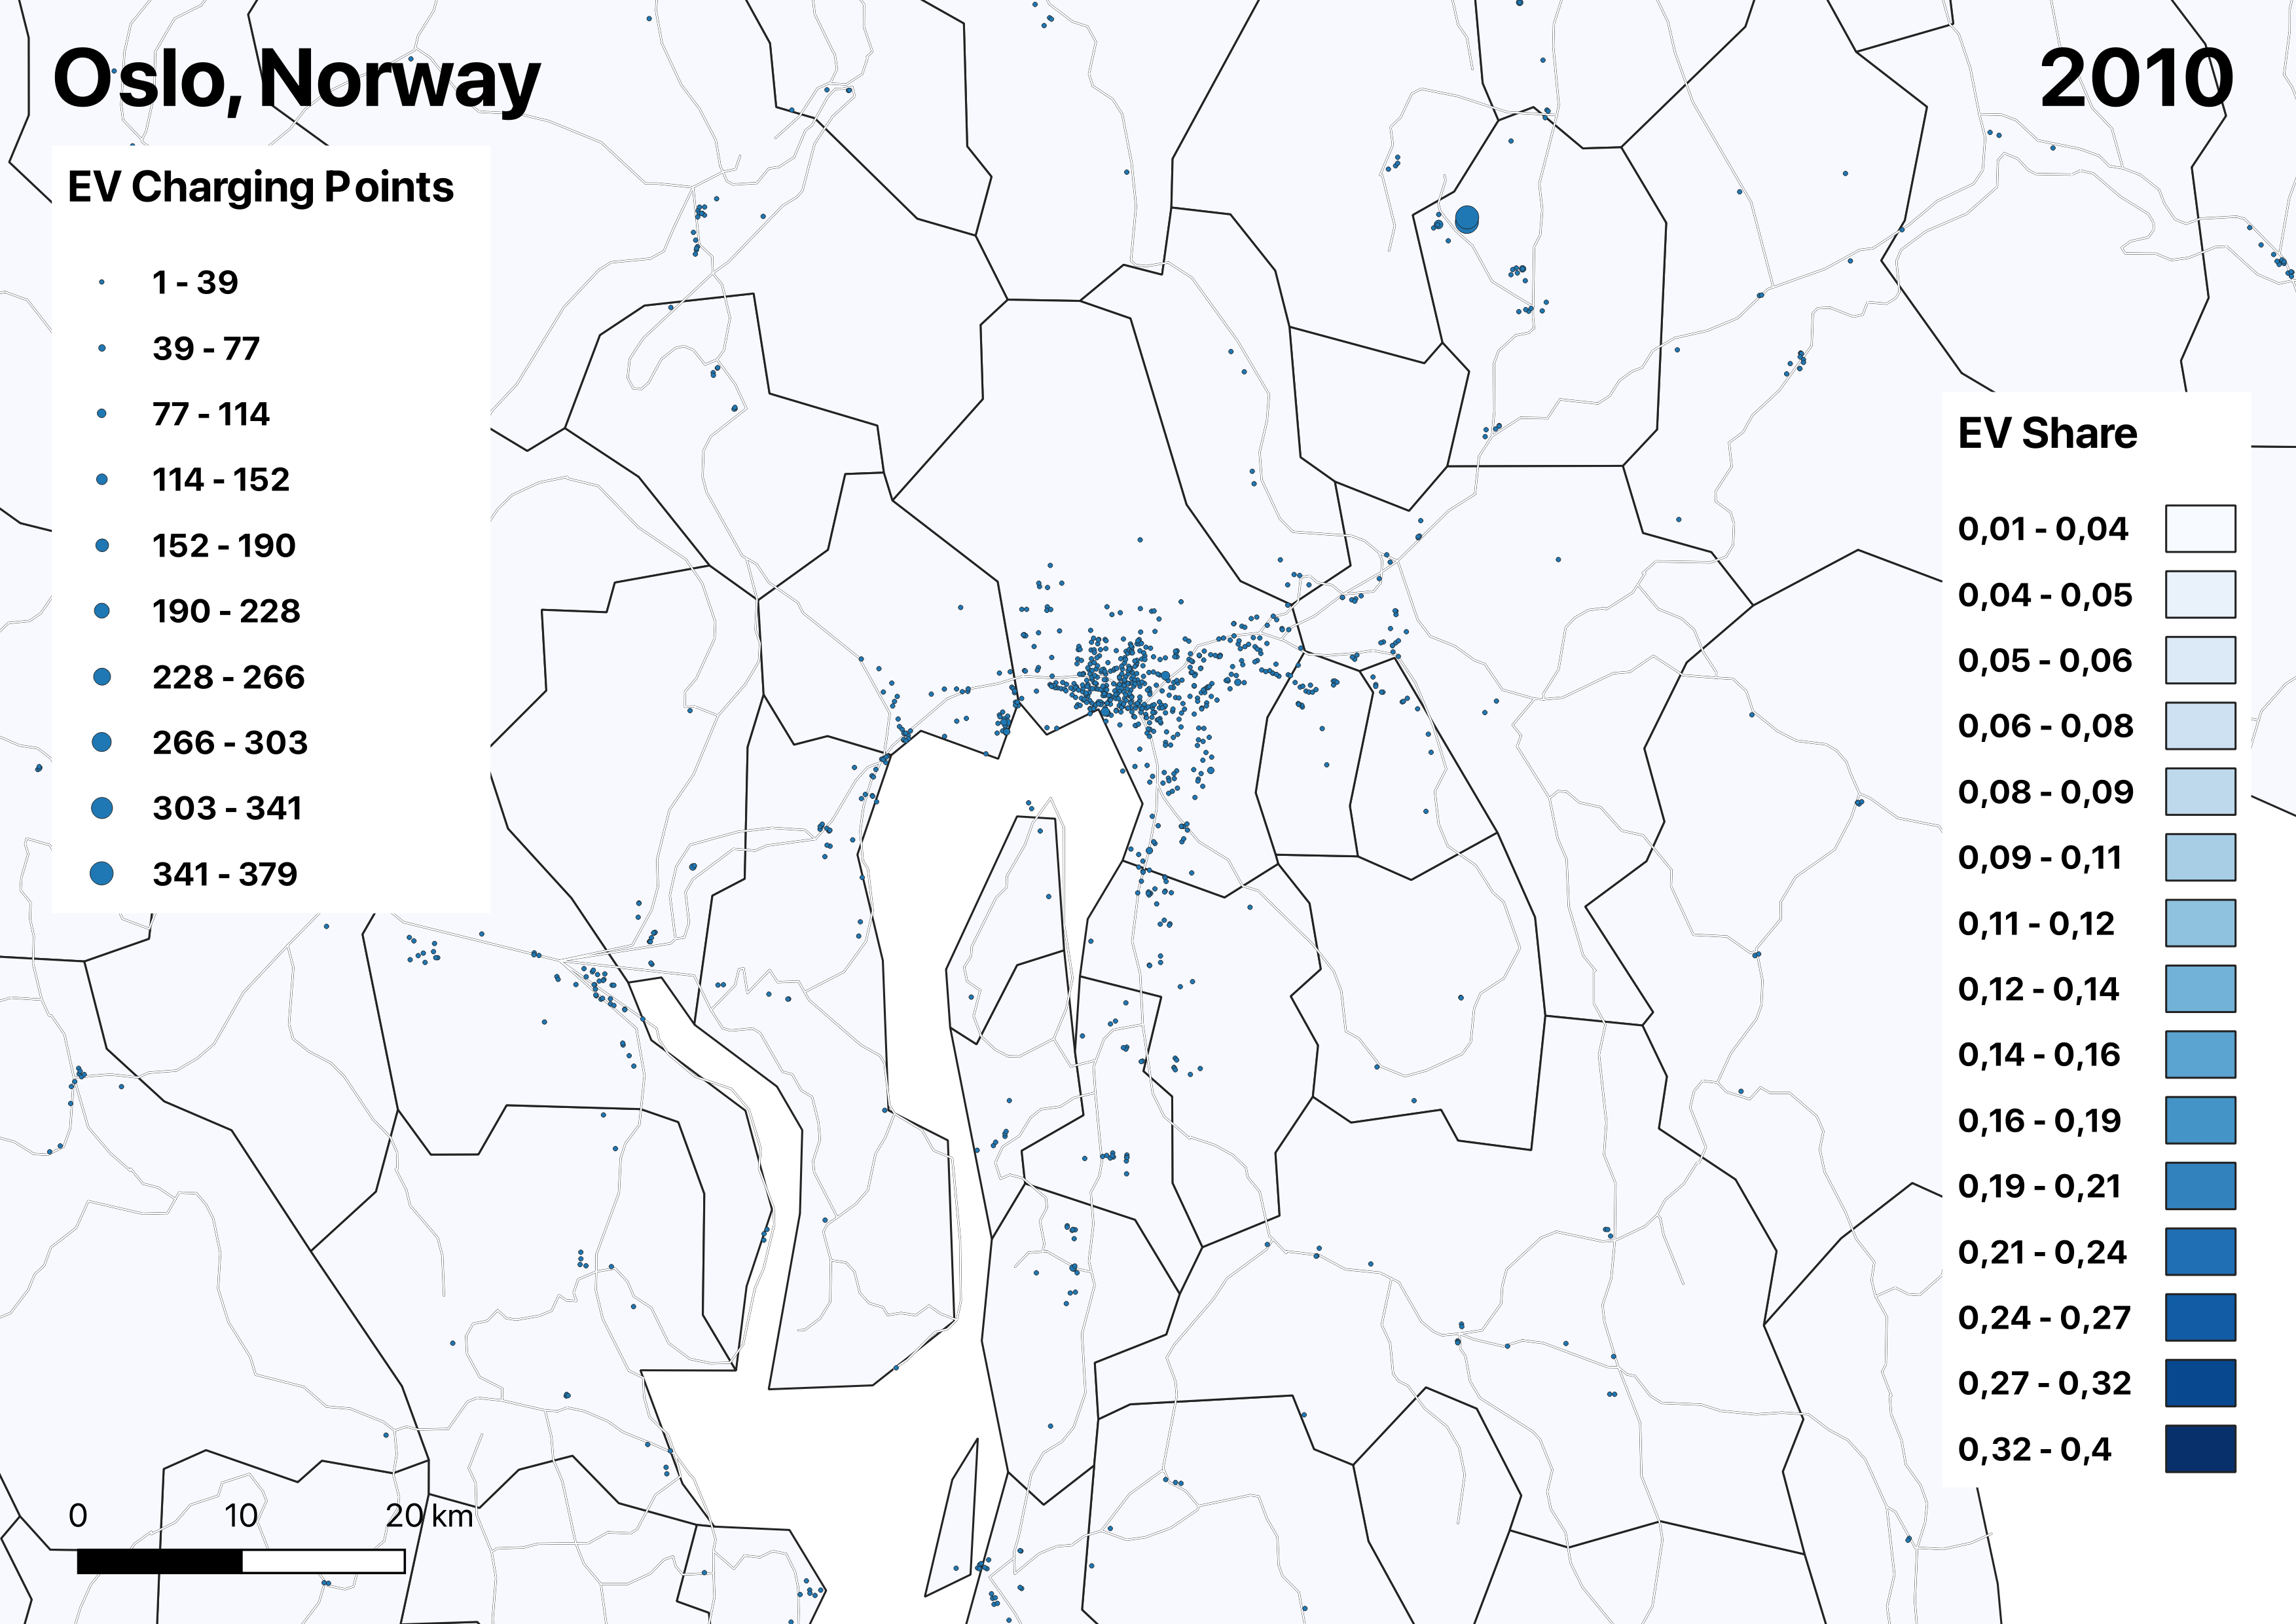 Oslo, Norway
2010
EV Charging Points
1 - 39
39 - 77
77 - 114
114 - 152
152 - 190
190 - 228
228 - 266
266 - 303
303 - 341
341 - 379
EV Share
0,01 - 0,04
0,04 - 0,05
0,05 - 0,06
0,06 - 0,08
0,08 - 0,09
0,09 - 0,11
0,11 - 0,12
0,12 - 0,14
0,14 - 0,16
0,16 - 0,19
0,19 - 0,21
0,21 - 0,24
0,24 - 0,27
0,27 - 0,32
0,32 - 0,4
0 10 20 km